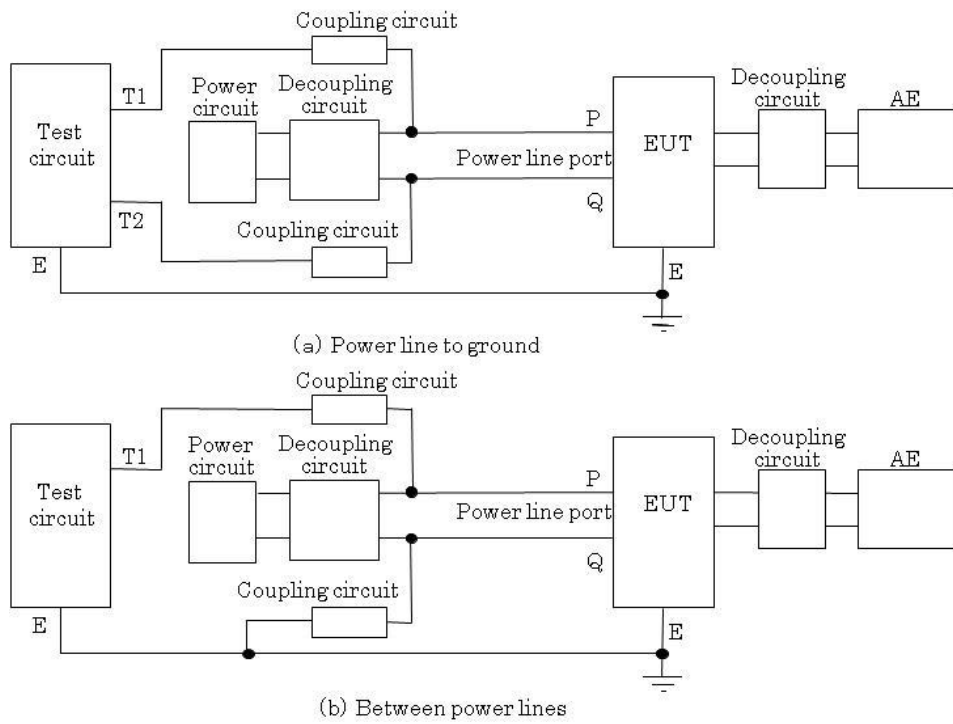 Coupling circuit
T1
Power
circuit
Decoupling
circuit
Decoupling
circuit
AE
Test
circuit
P
EUT
Power line port
Q
T2
Coupling circuit
E
E
(a) Power line to ground
Coupling circuit
T1
Power
circuit
Decoupling
circuit
Decoupling
circuit
AE
Test
circuit
P
EUT
Power line port
Q
Coupling circuit
E
E
(b) Between power lines